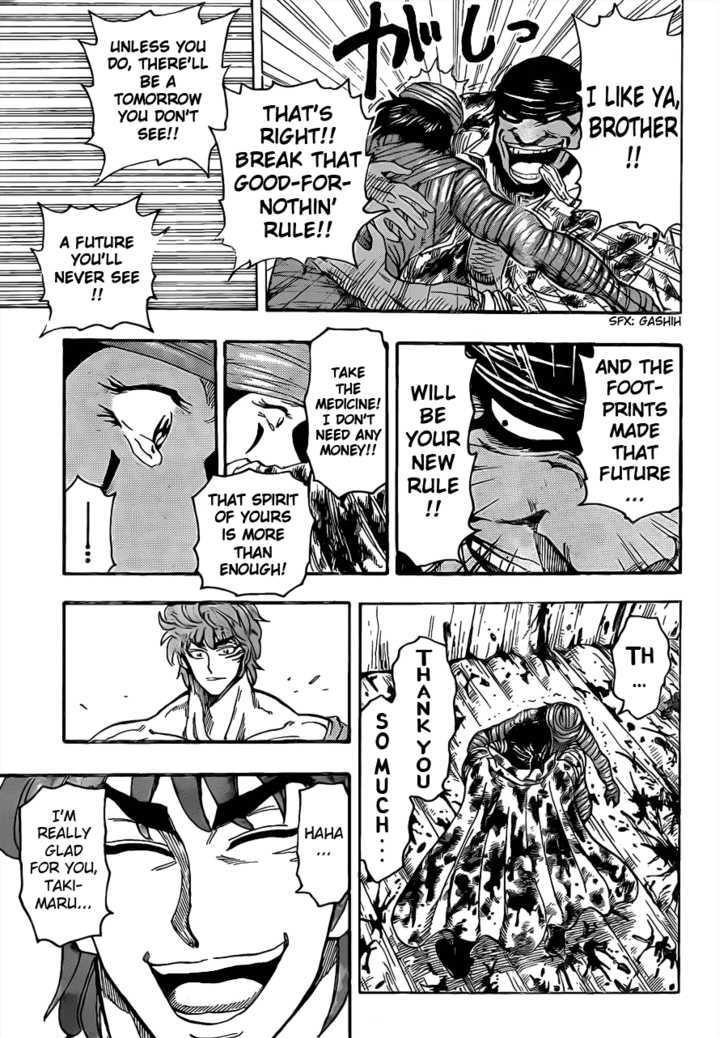 I LIKE YA,
BROTHER
!!
がしっ
THAT'S
RIGHT!!
BREAK THAT
GOOD-FOR-
NOTHIN'
RULE!!
UNLESS YOU
DO, THERE'LL
BE A
TOMORROW
YOU DON'T
SEE!!
A FUTURE
YOU'LL
NEVER SEE
!!
SFX: GASHIH
AND THE
FOOT-
PRINTS
MADE
THAT
FUTURE
...
WILL
BE
YOUR
NEW
RULE
!!
TAKE
THE
MEDICINE!
I DON'T
NEED ANY
MONEY!!
THAT SPIRIT
OF YOURS
IS MORE
THAN
ENOUGH!
...!
TH
...
THANK YOU
SO MUCH...
HAHA
...
I'M
REALLY
GLAD
FOR YOU,
TAKI-
MARU...